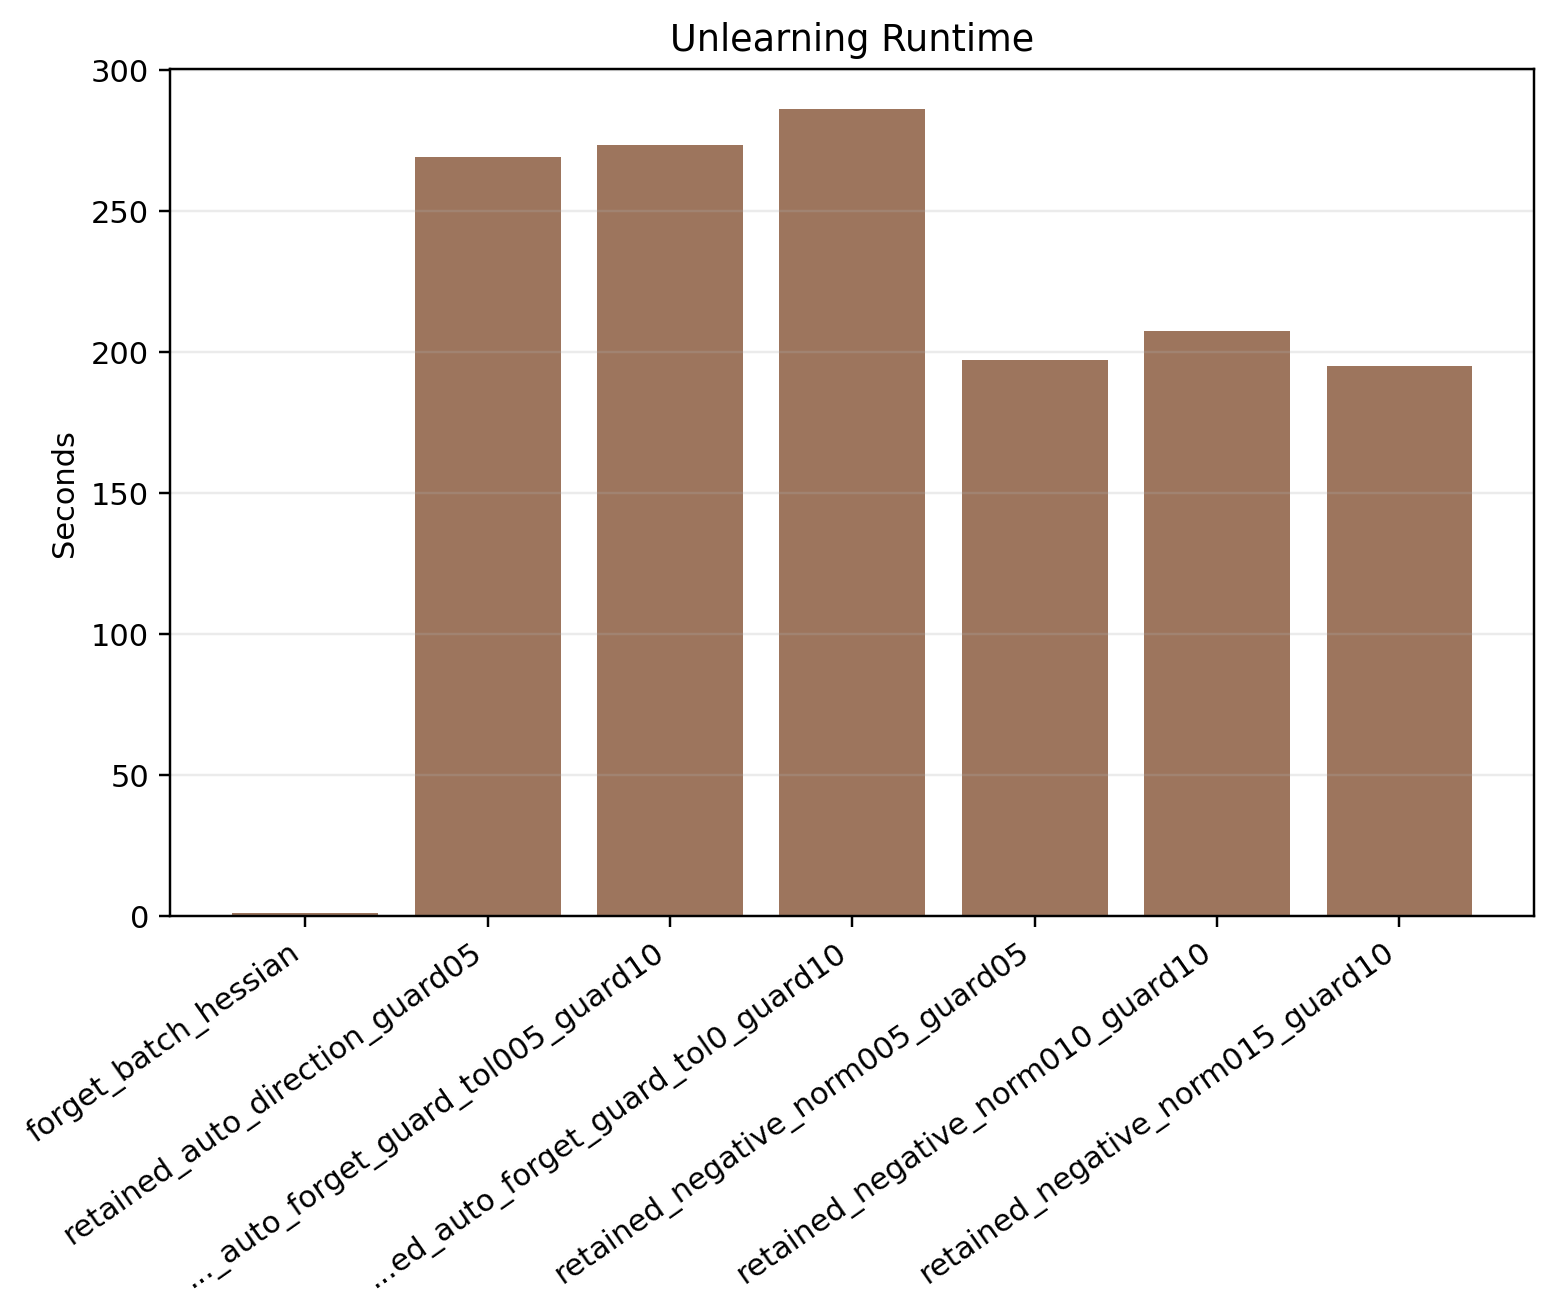 Unlearning Runtime
300
250
200
150
100
50
0
Seconds
forget_batch_hessian
retained_auto_direction_guard05
..._auto_forget_guard_tol005_guard10
...ed_auto_forget_guard_tol0_guard10
retained_negative_norm005_guard05
retained_negative_norm010_guard10
retained_negative_norm015_guard10